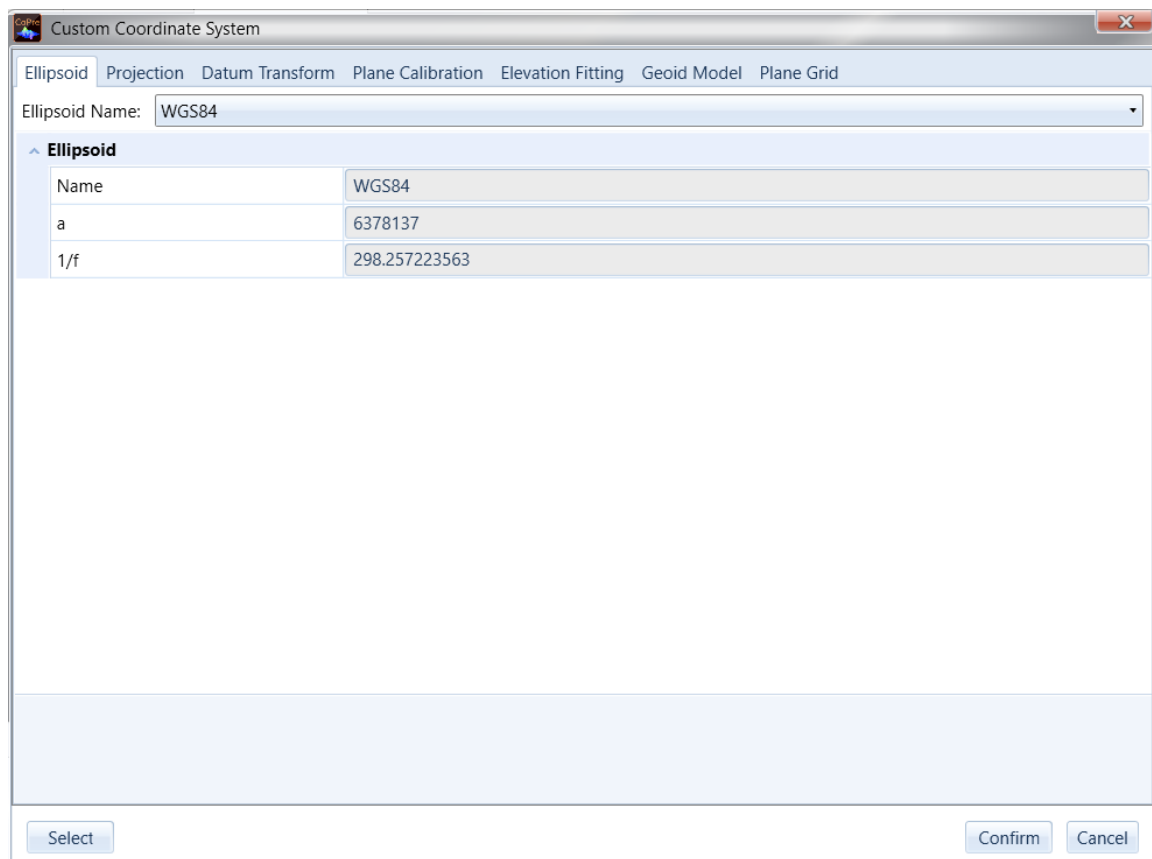 CoPre
Custom Coordinate System
Ellipsoid Projection Datum Transform Plane Calibration Elevation Fitting Geoid Model Plane Grid
Ellipsoid Name: WGS84
Ellipsoid
Name WGS84
a 6378137
1/f 298.257223563
Select Confirm Cancel